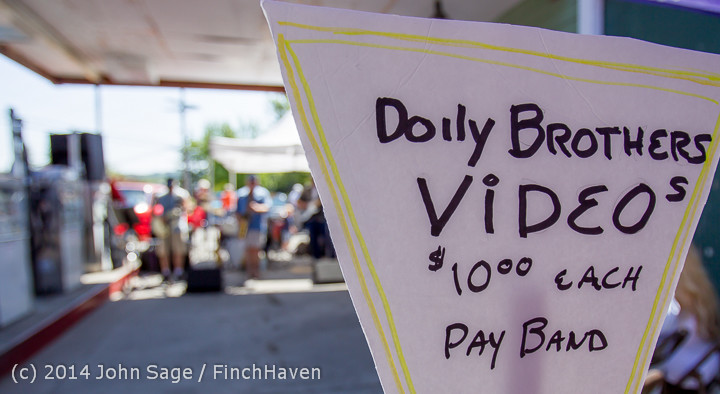 Doily BROTHERS
ViDEOs
$10.00 EACH
PAY BAND
(c) 2014 John Sage / FinchHaven